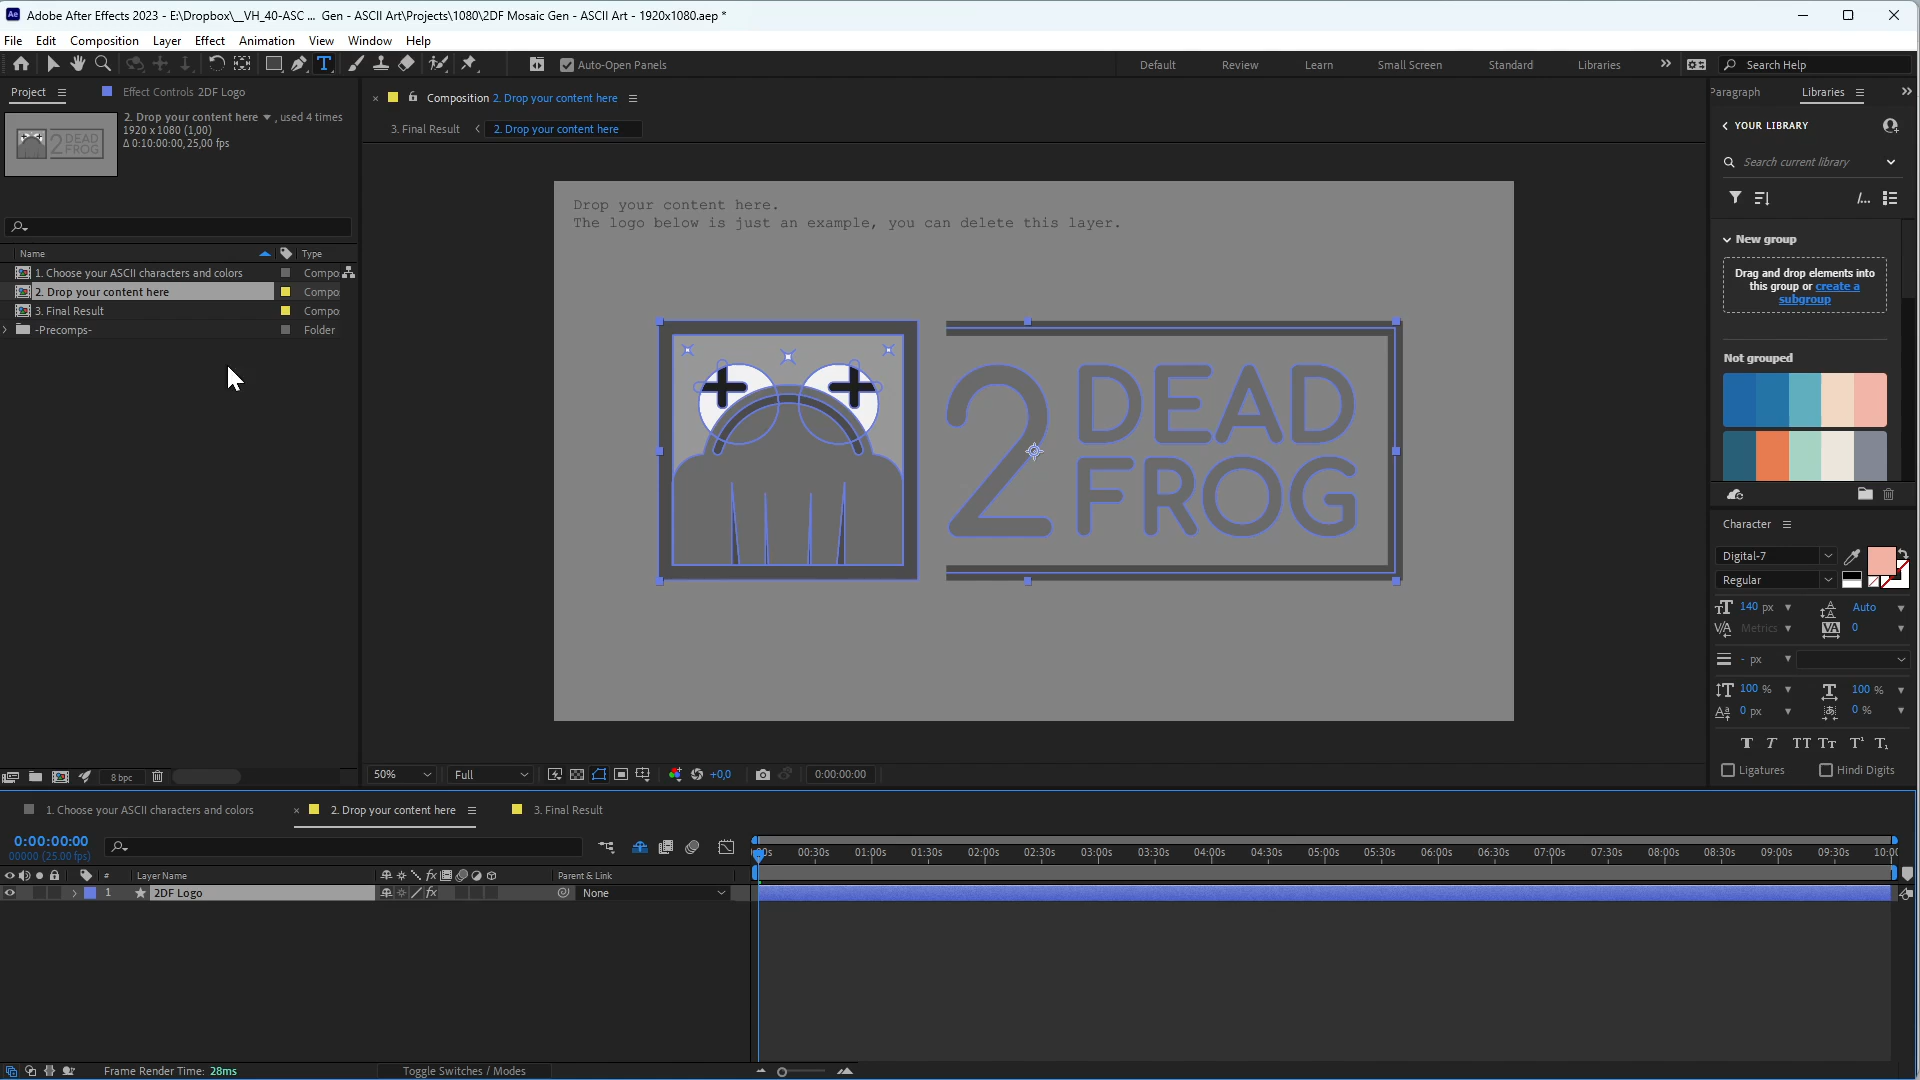 Adobe After Effects 2023 - E:\Dropbox\__VH_40-ASC ... Gen - ASCII Art\Projects\1080\2DF Mosaic Gen - ASCII Art - 1920x1080.aep *
File Edit Composition Layer Effect Animation View Window Help
Auto-Open Panels Default Review Learn Small Screen Standard Libraries Search Help
Project Effect Controls 2DF Logo
Composition 2. Drop your content here
Paragraph Libraries
2. Drop your content here , used 4 times
1920 x 1080 (1,00)
Δ 0:10:00:00, 25,00 fps
3. Final Result 2. Drop your content here
YOUR LIBRARY
Search current library
Drop your content here.
The logo below is just an example, you can delete this layer.
Name Type
1. Choose your ASCII characters and colors Compo
2. Drop your content here Compo
3. Final Result Compo
-Precomps- Folder
New group
Drag and drop elements into
this group or create a
subgroup
Not grouped
2 DEAD
FROG
Character
Digital-7
Regular
140 px Auto
Metrics 0
- px
100 % 100 %
0 px 0 %
Ligatures Hindi Digits
8 bpc
50% Full +0,0 0:00:00:00
1. Choose your ASCII characters and colors 2. Drop your content here 3. Final Result
0:00:00:00
00000 (25.00 fps)
00:30s 01:00s 01:30s 02:00s 02:30s 03:00s 03:30s 04:00s 04:30s 05:00s 05:30s 06:00s 06:30s 07:00s 07:30s 08:00s 08:30s 09:00s 09:30s 10:00
# Layer Name Parent & Link
1 2DF Logo None
Frame Render Time: 28ms Toggle Switches / Modes